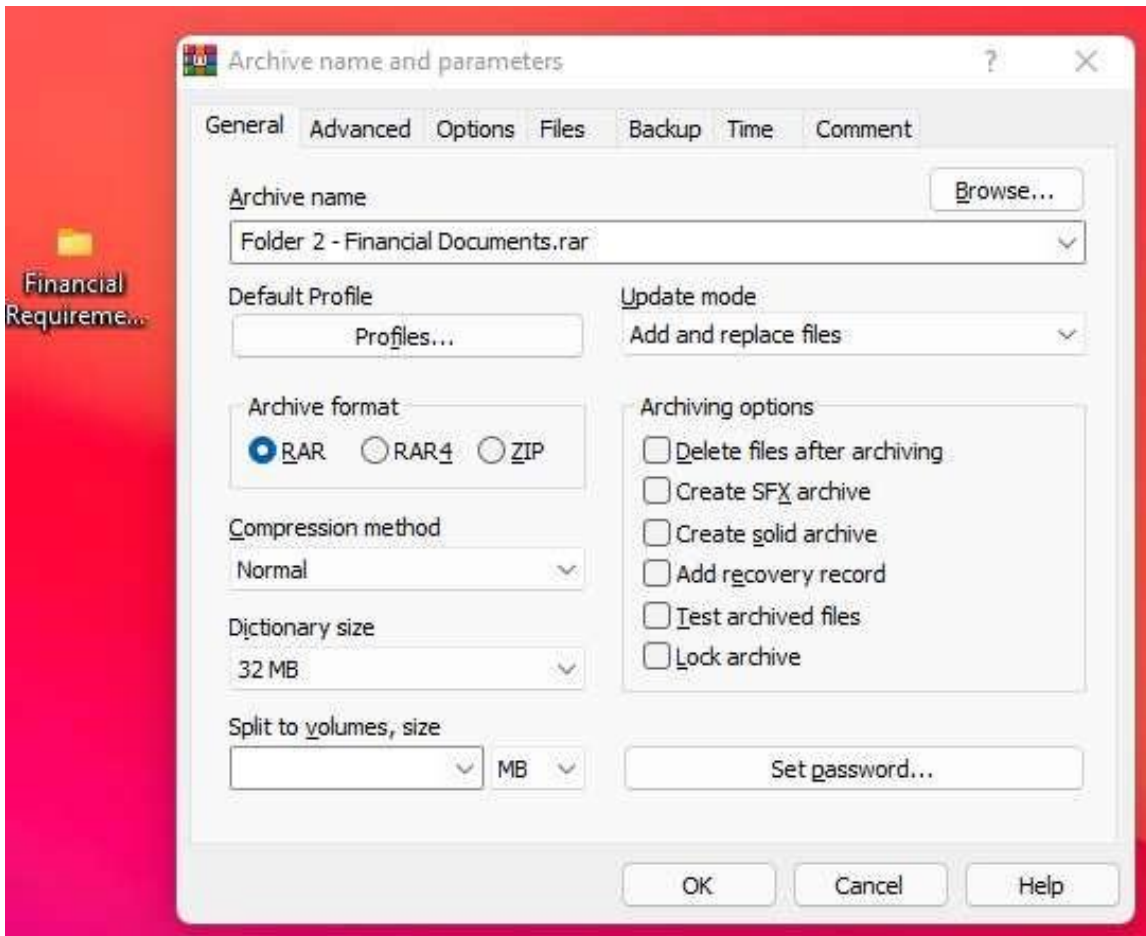 Archive name and parameters
?
General Advanced Options Files Backup Time Comment
Archive name
Browse...
Folder 2 - Financial Documents.rar
Financial
Requireme...
Default Profile
Update mode
Profiles...
Add and replace files
Archive format
Archiving options
RAR RAR4 ZIP
Delete files after archiving
Create SFX archive
Compression method
Create solid archive
Normal
Add recovery record
Test archived files
Dictionary size
Lock archive
32 MB
Split to volumes, size
MB
Set password...
OK Cancel Help